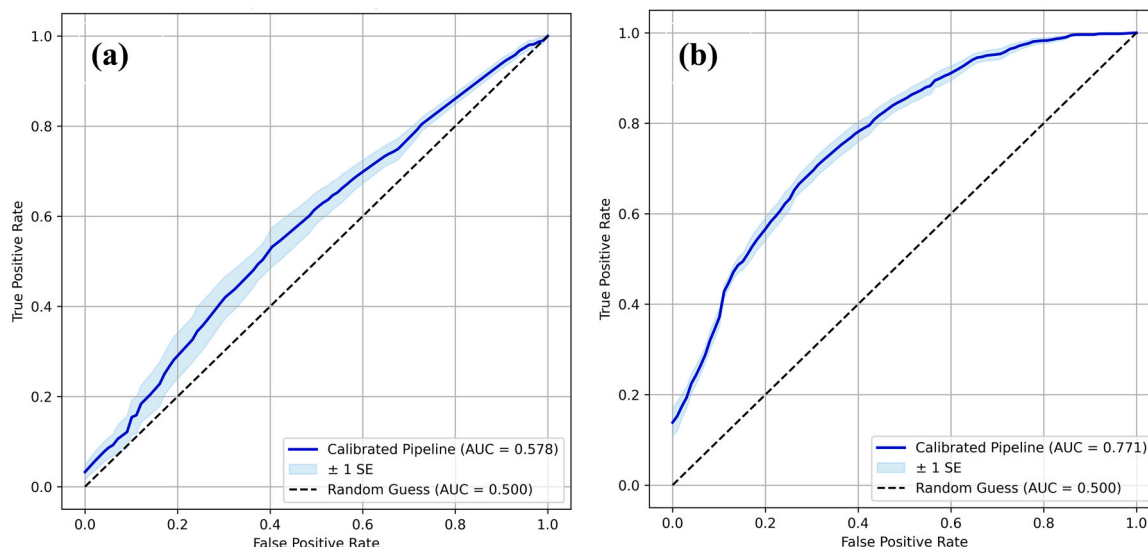 (a)
1.0
0.8
0.6
0.4
0.2
0.0
True Positive Rate
0.0 0.2 0.4 0.6 0.8 1.0
False Positive Rate
Calibrated Pipeline (AUC = 0.578)
± 1 SE
Random Guess (AUC = 0.500)
(b)
1.0
0.8
0.6
0.4
0.2
0.0
True Positive Rate
0.0 0.2 0.4 0.6 0.8 1.0
False Positive Rate
Calibrated Pipeline (AUC = 0.771)
± 1 SE
Random Guess (AUC = 0.500)